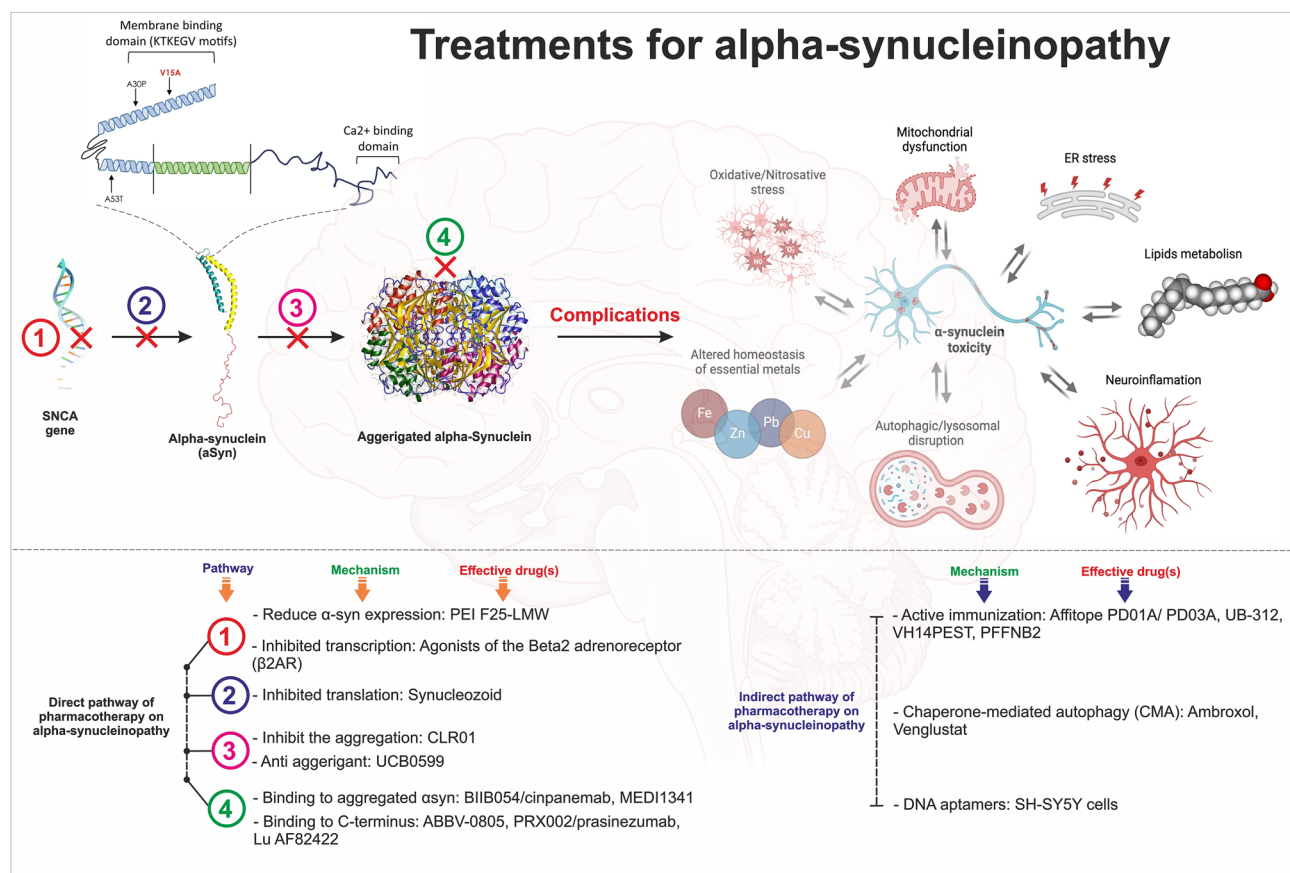 Treatments for alpha-synucleinopathy
Membrane binding
domain (KTKEGV motifs)
V15A
A30P
A53T
Ca2+ binding
domain
1
2
3
4
SNCA
gene
Alpha-synuclein
(aSyn)
Aggerigated alpha-Synuclein
Complications
Oxidative/Nitrosative
stress
NO
Mitochondrial
dysfunction
ER stress
Lipids metabolism
α-synuclein
toxicity
Altered homeostasis
of essential metals
Fe
Zn
Pb
Cu
Autophagic/lysosomal
disruption
Neuroinflamation
Pathway
Mechanism
Effective drug(s)
Direct pathway of
pharmacotherapy on
alpha-synucleinopathy
1
- Reduce α-syn expression: PEI F25-LMW
- Inhibited transcription: Agonists of the Beta2 adrenoreceptor
(β2AR)
2
- Inhibited translation: Synucleozoid
3
- Inhibit the aggregation: CLR01
- Anti aggerigant: UCB0599
4
- Binding to aggregated αsyn: BIIB054/cinpanemab, MEDI1341
- Binding to C-terminus: ABBV-0805, PRX002/prasinezumab,
Lu AF82422
Mechanism
Effective drug(s)
Indirect pathway of
pharmacotherapy on
alpha-synucleinopathy
- Active immunization: Affitope PD01A/ PD03A, UB-312,
VH14PEST, PFFNB2
- Chaperone-mediated autophagy (CMA): Ambroxol,
Venglustat
- DNA aptamers: SH-SY5Y cells